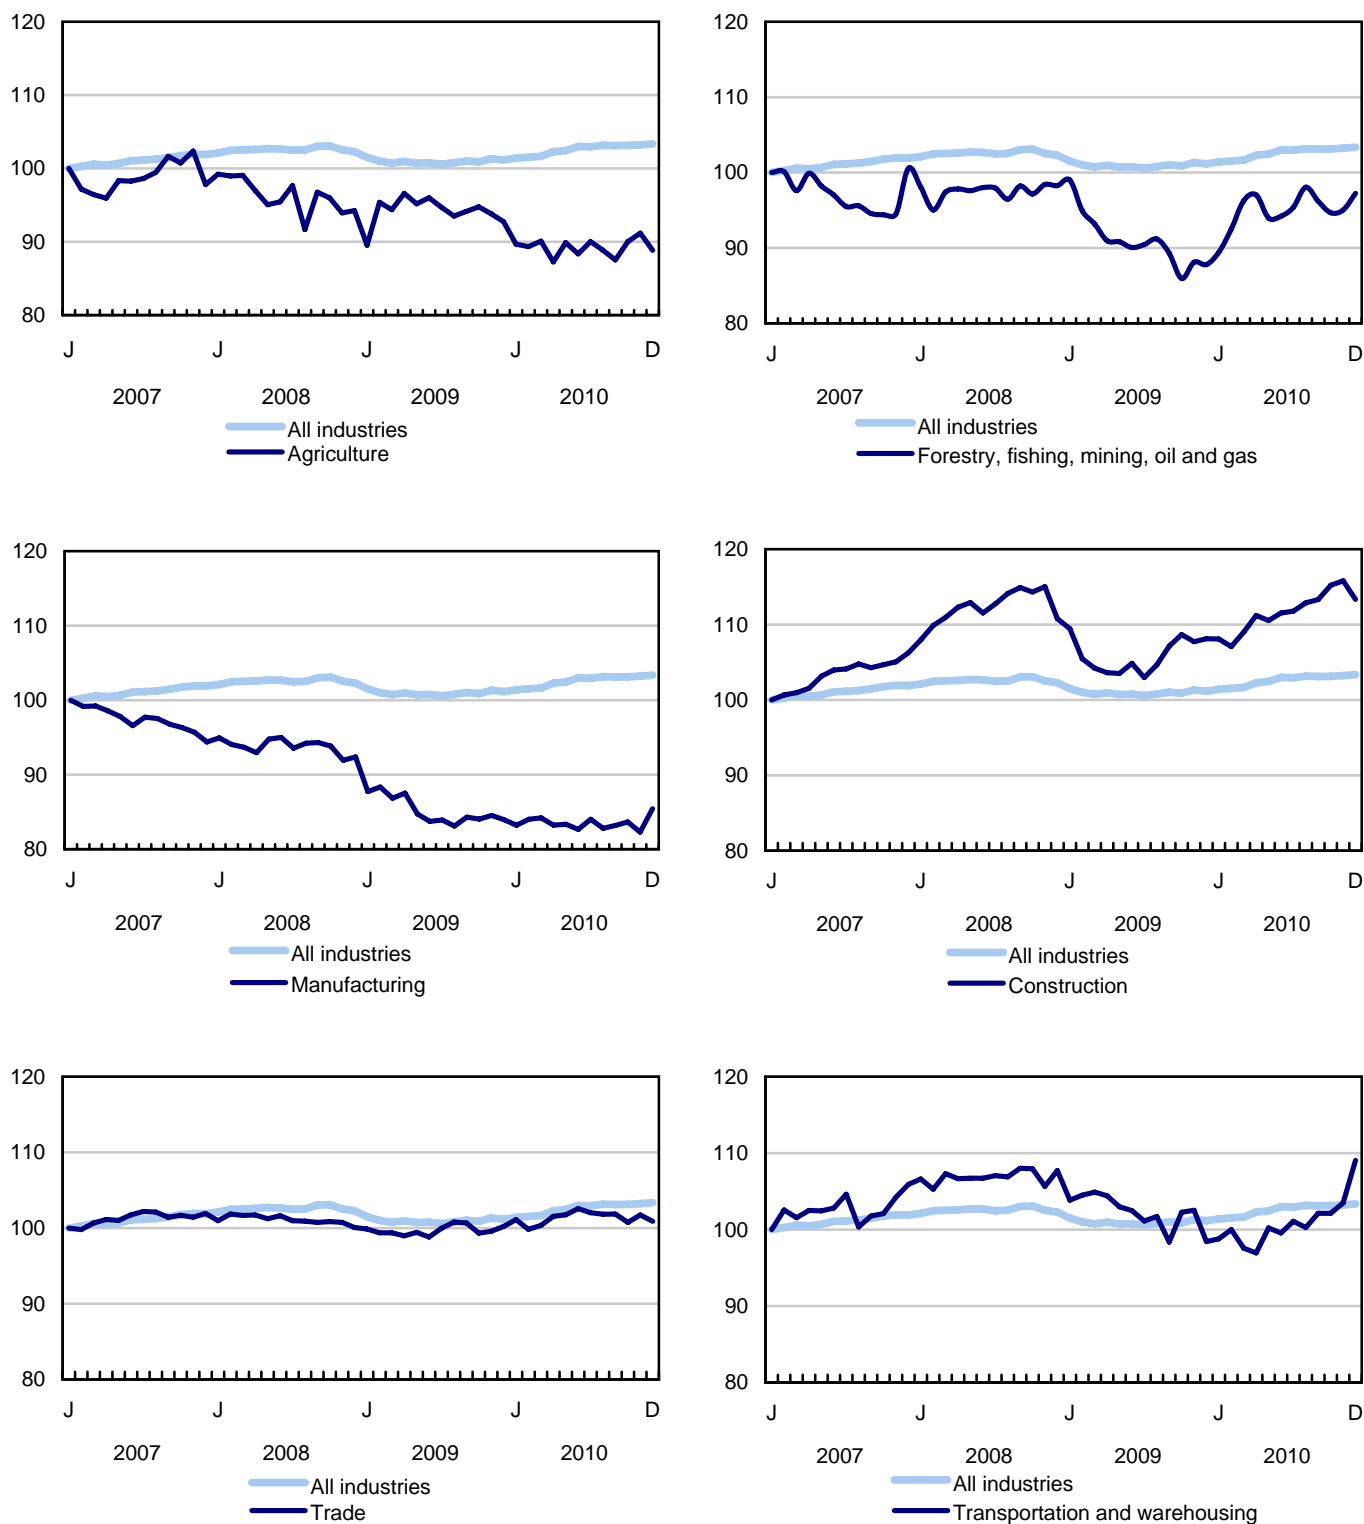 120
110
100
90
80
J J J J D
2007 2008 2009 2010
All industries
Agriculture
120
110
100
90
80
J J J J D
2007 2008 2009 2010
All industries
Forestry, fishing, mining, oil and gas
120
110
100
90
80
J J J J D
2007 2008 2009 2010
All industries
Manufacturing
120
110
100
90
80
J J J J D
2007 2008 2009 2010
All industries
Construction
120
110
100
90
80
J J J J D
2007 2008 2009 2010
All industries
Trade
120
110
100
90
80
J J J J D
2007 2008 2009 2010
All industries
Transportation and warehousing